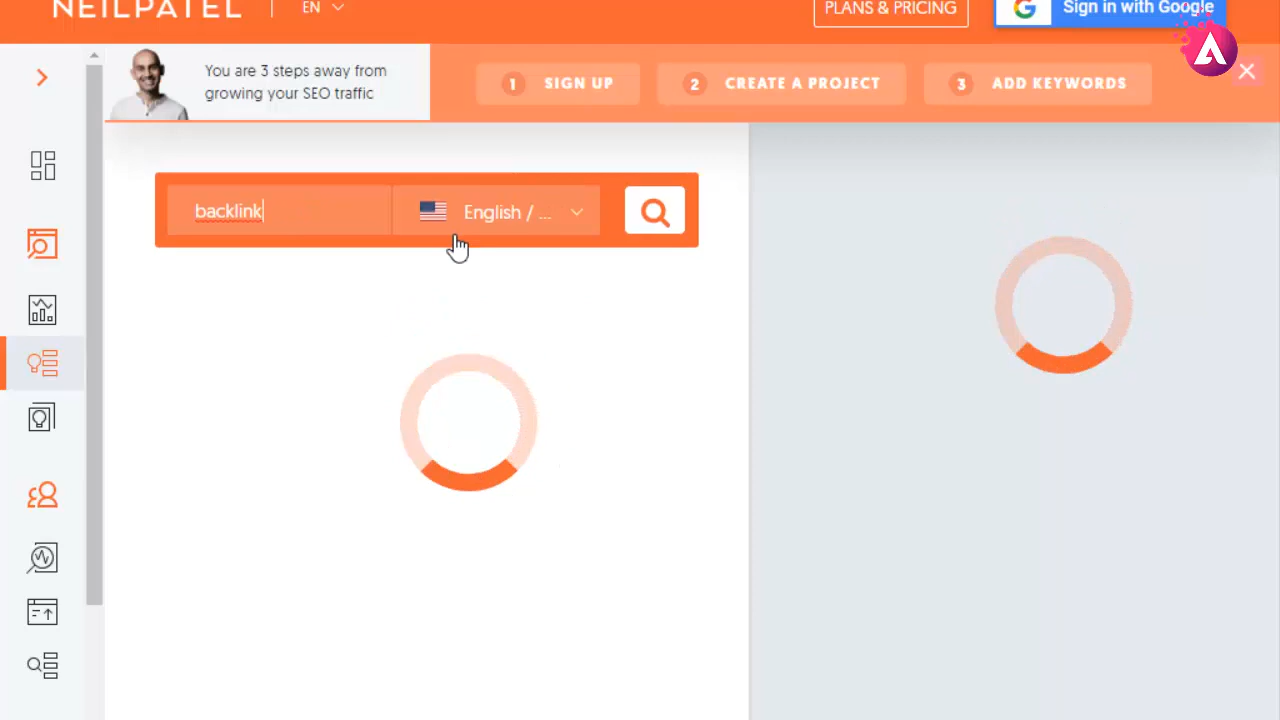 NEILPATEL
EN
PLANS & PRICING
G Sign in with Google
A
You are 3 steps away from
growing your SEO traffic
1 SIGN UP
2 CREATE A PROJECT
3 ADD KEYWORDS
backlink
English / ...